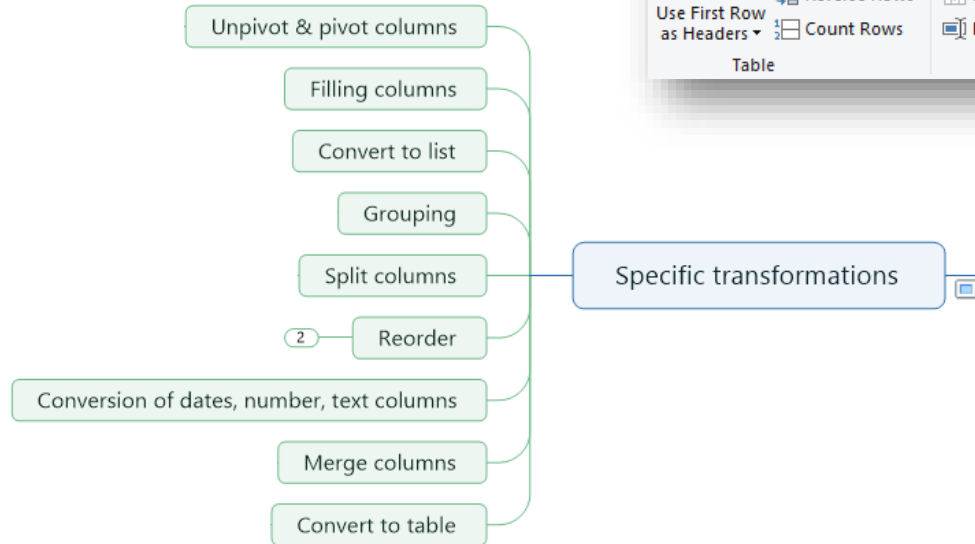 Unpivot & pivot columns
Filling columns
Convert to list
Grouping
Split columns
2
Reorder
Conversion of dates, number, text columns
Merge columns
Convert to table
Specific transformations
Use First Row
as Headers
Count Rows
Table